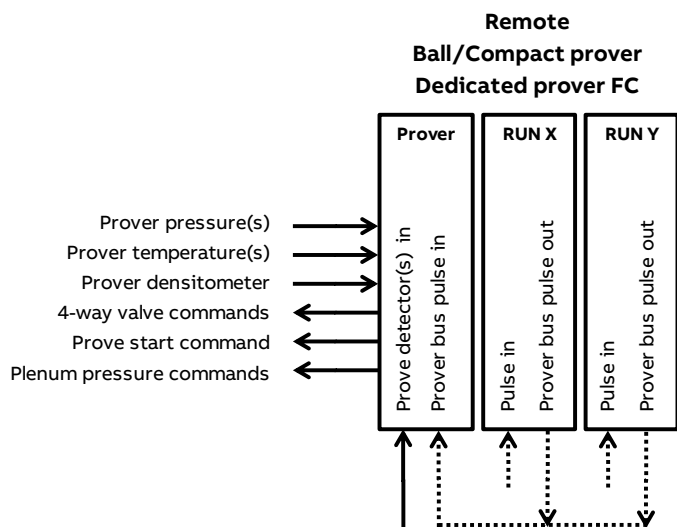 Remote
Ball/Compact prover
Dedicated prover FC
Prover
RUN X
RUN Y
Prover pressure(s)
Prover temperature(s)
Prover densitometer
4-way valve commands
Prove start command
Plenum pressure commands
Prove detector(s) in
Prover bus pulse in
Pulse in
Prover bus pulse out
Pulse in
Prover bus pulse out